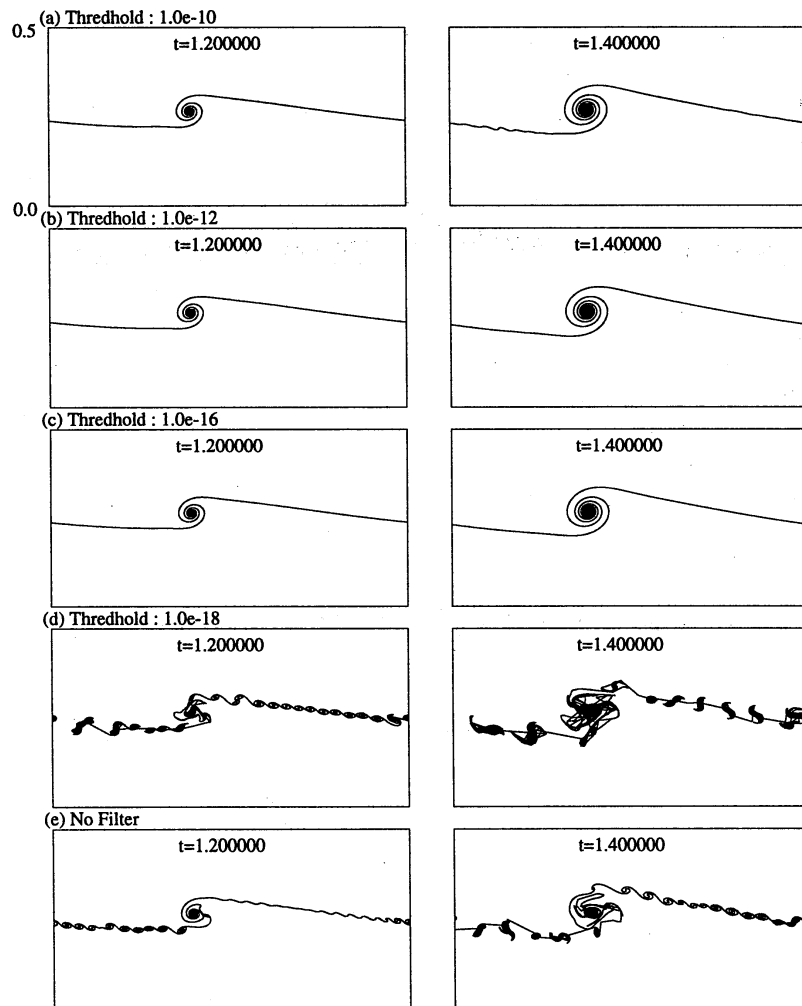 (a) Thredhold : 1.0e-10
0.5
t=1.200000
t=1.400000
0.0
(b) Thredhold : 1.0e-12
t=1.200000
t=1.400000
(c) Thredhold : 1.0e-16
t=1.200000
t=1.400000
(d) Thredhold : 1.0e-18
t=1.200000
t=1.400000
(e) No Filter
t=1.200000
t=1.400000